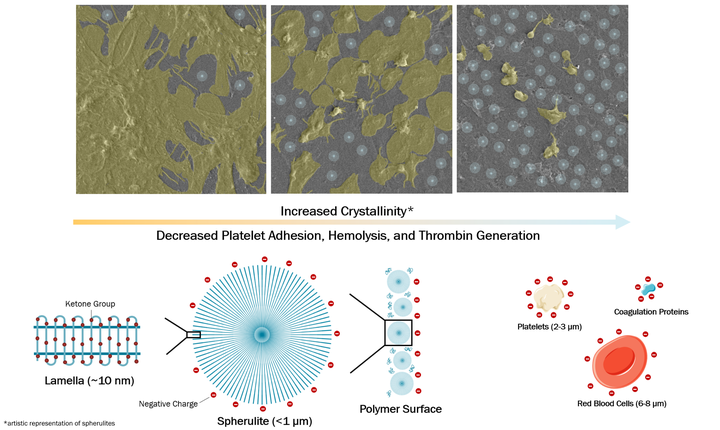 Increased Crystallinity*
Decreased Platelet Adhesion, Hemolysis, and Thrombin Generation
Ketone Group
Lamella (~10 nm)
Negative Charge
Spherulite (<1 μm)
Polymer Surface
Platelets (2-3 μm)
Coagulation Proteins
Red Blood Cells (6-8 μm)
*artistic representation of spherulites